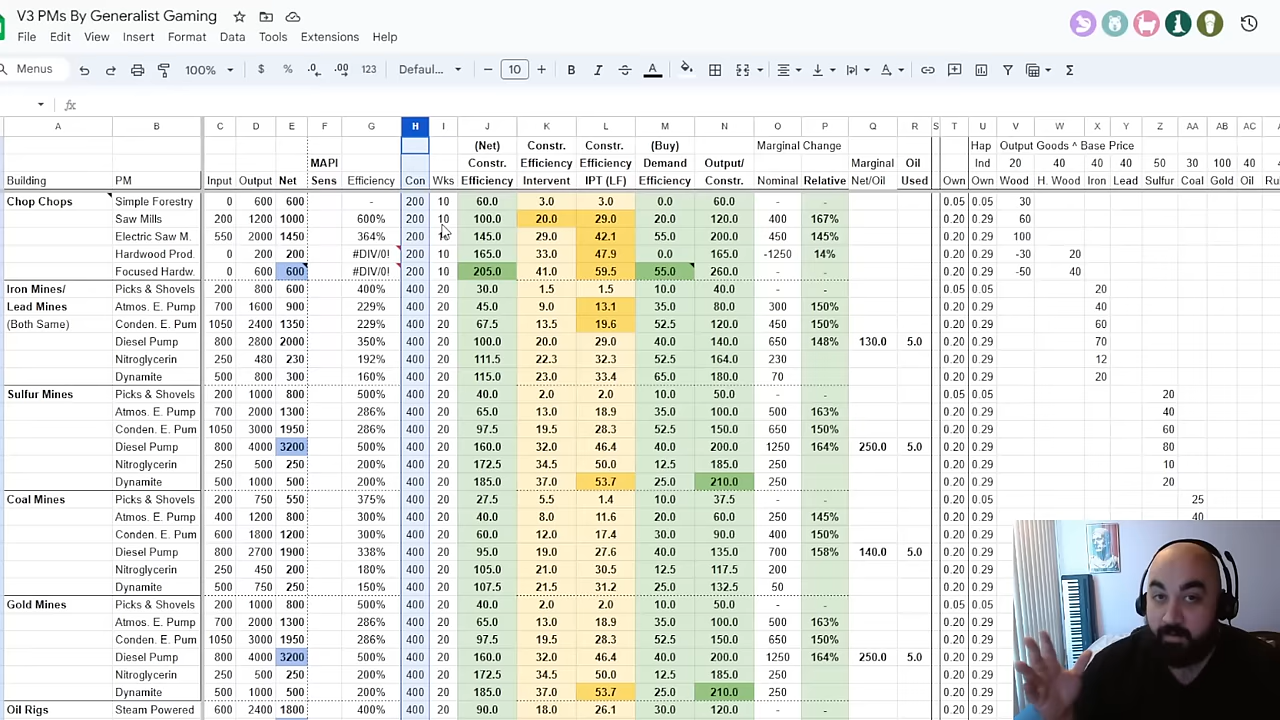 V3 PMs By Generalist Gaming
File Edit View Insert Format Data Tools Extensions Help
Menus 100% $ % .0 .00 123 Defaul... 10 B I A
fx
A B C D E F G H I J K L M N O P Q R S T U V W X Y Z AA AB AC
(Net) Constr. Constr. (Buy) Marginal Change Hap Output Goods ^ Base Price
MAPI Constr. Efficiency Efficiency Demand Output/ Marginal Oil Ind 20 40 40 40 50 30 100 40
Building PM Input Output Net Sens Efficiency Con Wks Efficiency Intervent IPT (LF) Efficiency Constr. Nominal Relative Net/Oil Used Own Own Wood H. Wood Iron Lead Sulfur Coal Gold Oil
Chop Chops Simple Forestry 0 600 600 - 200 10 60.0 3.0 3.0 0.0 60.0 - - 0.05 0.05 30
Saw Mills 200 1200 1000 600% 200 10 100.0 20.0 29.0 20.0 120.0 400 167% 0.20 0.29 60
Electric Saw M. 550 2000 1450 364% 200 10 145.0 29.0 42.1 55.0 200.0 450 145% 0.20 0.29 100
Hardwood Prod. 0 200 200 #DIV/0! 200 10 165.0 33.0 47.9 0.0 165.0 -1250 14% 0.20 0.29 -30 20
Focused Hardw. 0 600 600 #DIV/0! 200 10 205.0 41.0 59.5 55.0 260.0 0.20 0.29 -50 40
Iron Mines/ Picks & Shovels 200 800 600 400% 400 20 30.0 1.5 1.5 10.0 40.0 - - 0.05 0.05 20
Lead Mines Atmos. E. Pump 700 1600 900 229% 400 20 45.0 9.0 13.1 35.0 80.0 300 150% 0.20 0.29 40
(Both Same) Conden. E. Pum 1050 2400 1350 229% 400 20 67.5 13.5 19.6 52.5 120.0 450 150% 0.20 0.29 60
Diesel Pump 800 2800 2000 350% 400 20 100.0 20.0 29.0 40.0 140.0 650 148% 130.0 5.0 0.20 0.29 70
Nitroglycerin 250 480 230 192% 400 20 111.5 22.3 32.3 52.5 164.0 230 0.20 0.29 12
Dynamite 500 800 300 160% 400 20 115.0 23.0 33.4 65.0 180.0 70 0.20 0.29 20
Sulfur Mines Picks & Shovels 200 1000 800 500% 400 20 40.0 2.0 2.0 10.0 50.0 - - 0.20 0.29 20
Atmos. E. Pump 700 2000 1300 286% 400 20 65.0 13.0 18.9 35.0 100.0 500 163% 0.20 0.29 40
Conden. E. Pum 1050 3000 1950 286% 400 20 97.5 19.5 28.3 52.5 150.0 650 150% 0.20 0.29 60
Diesel Pump 800 4000 3200 500% 400 20 160.0 32.0 46.4 40.0 200.0 1250 164% 250.0 5.0 0.20 0.29 80
Nitroglycerin 250 500 250 200% 400 20 172.5 34.5 50.0 12.5 185.0 250 0.20 0.29 10
Dynamite 500 1000 500 200% 400 20 185.0 37.0 53.7 25.0 210.0 250 0.20 0.29 20
Coal Mines Picks & Shovels 200 750 550 375% 400 20 27.5 5.5 1.4 10.0 37.5 - - 0.20 0.05 25
Atmos. E. Pump 400 1200 800 300% 400 20 40.0 8.0 11.6 20.0 60.0 250 145% 0.20 0.29 40
Conden. E. Pum 600 1800 1200 300% 400 20 60.0 12.0 17.4 30.0 90.0 400 150% 0.20 0.29
Diesel Pump 800 2700 1900 338% 400 20 95.0 19.0 27.6 40.0 135.0 700 158% 140.0 5.0 0.20 0.29
Nitroglycerin 250 450 200 180% 400 20 105.0 21.0 30.5 12.5 117.5 200 0.20 0.29
Dynamite 500 750 250 150% 400 20 107.5 21.5 31.2 25.0 132.5 50 0.20 0.29
Gold Mines Picks & Shovels 200 1000 800 500% 400 20 40.0 2.0 2.0 10.0 50.0 - - 0.05 0.05
Atmos. E. Pump 700 2000 1300 286% 400 20 65.0 13.0 18.9 35.0 100.0 500 163% 0.20 0.29
Conden. E. Pum 1050 3000 1950 286% 400 20 97.5 19.5 28.3 52.5 150.0 650 150% 0.20 0.29
Diesel Pump 800 4000 3200 500% 400 20 160.0 32.0 46.4 40.0 200.0 1250 164% 250.0 5.0 0.20 0.29
Nitroglycerin 250 500 250 200% 400 20 172.5 34.5 50.0 12.5 185.0 250 0.20 0.29
Dynamite 500 1000 500 200% 400 20 185.0 37.0 53.7 25.0 210.0 250 0.20 0.29
Oil Rigs Steam Powered 600 2400 1800 400% 400 20 90.0 18.0 26.1 30.0 120.0 - - 0.20 0.29